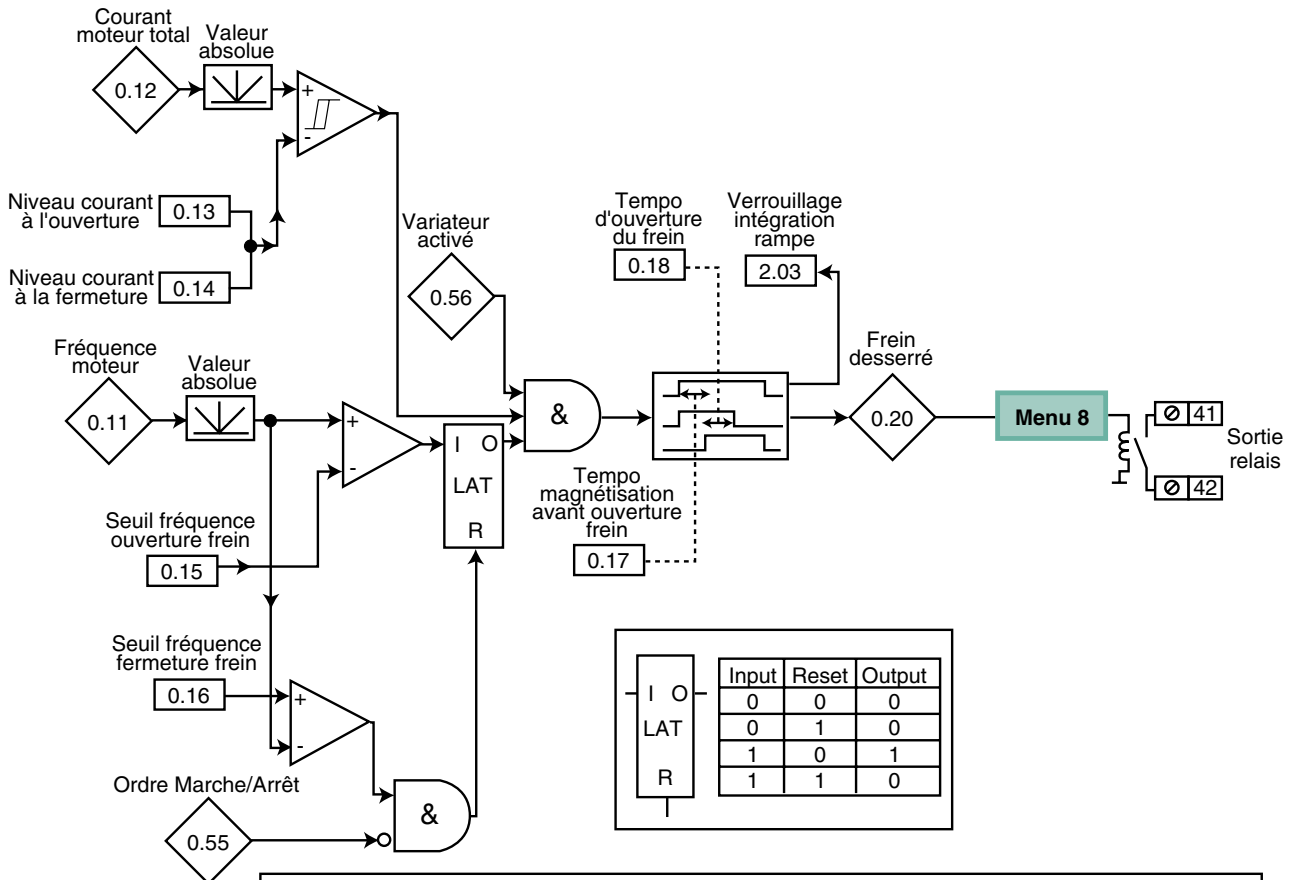 Courant
moteur total
0.12
Valeur
absolue
+
-
Niveau courant
à l'ouverture
0.13
Niveau courant
à la fermeture
0.14
Variateur
activé
0.56
Tempo
d'ouverture
du frein
0.18
Verrouillage
intégration
rampe
2.03
Fréquence
moteur
0.11
Valeur
absolue
+
-
I O
LAT
R
&
Frein
desserré
0.20
Menu 8
41
42
Sortie
relais
Tempo
magnétisation
avant ouverture
frein
0.17
Seuil fréquence
ouverture frein
0.15
Seuil fréquence
fermeture frein
0.16
+
-
Ordre Marche/Arrêt
0.55
&
I O
LAT
R
Input Reset Output
0 0 0
0 1 0
1 0 1
1 1 0